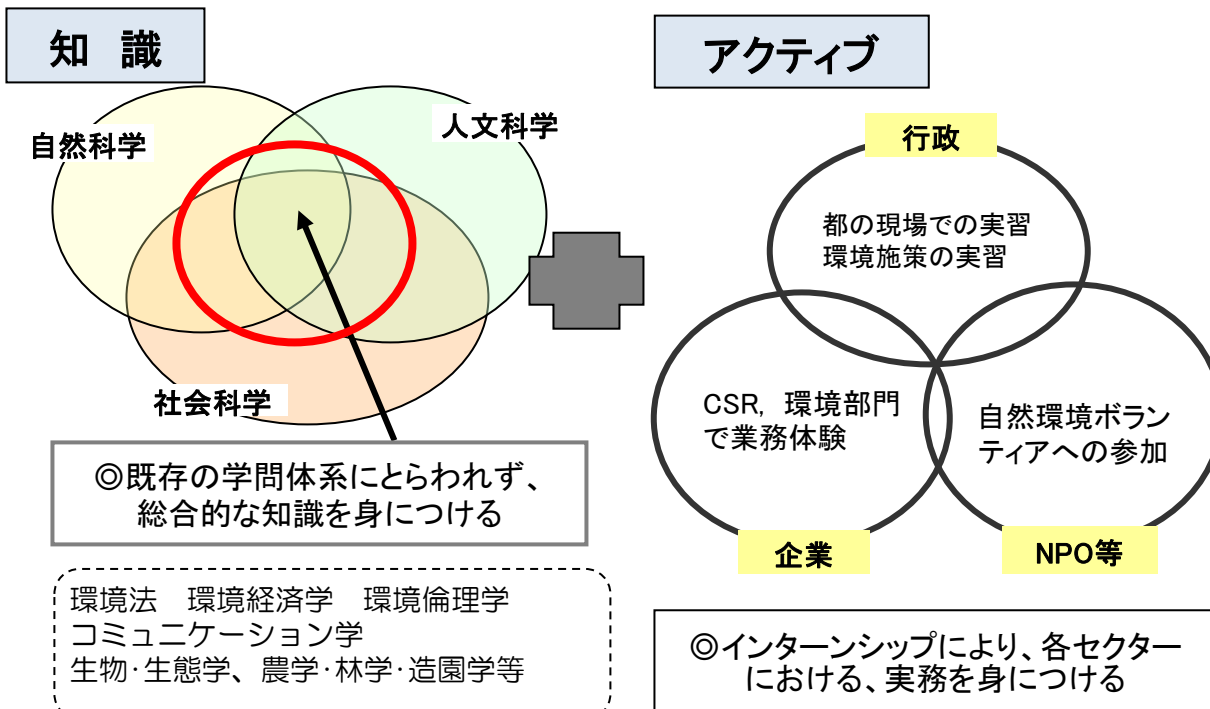 知 識
自然科学
人文科学
社会科学
◎既存の学問体系にとらわれず、
総合的な知識を身につける
環境法 環境経済学 環境倫理学
コミュニケーション学
生物・生態学、農学・林学・造園学等
アクティブ
行政
都の現場での実習
環境施策の実習
CSR, 環境部門
で業務体験
自然環境ボラン
ティアへの参加
企業
NPO等
◎インターンシップにより、各セクター
における、実務を身につける